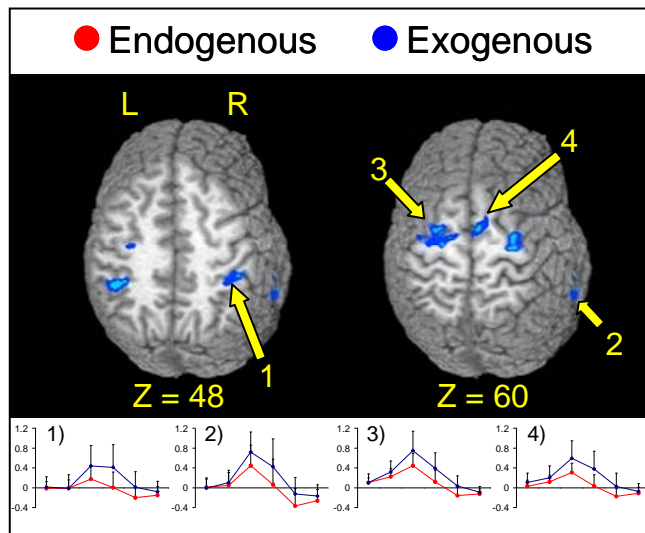 Endogenous Exogenous
L R
3 4
1 2
Z = 48 Z = 60
1) 2) 3) 4)
1.2 1.2 1.2 1.2
0.8 0.8 0.8 0.8
0.4 0.4 0.4 0.4
0 0 0 0
-0.4 -0.4 -0.4 -0.4